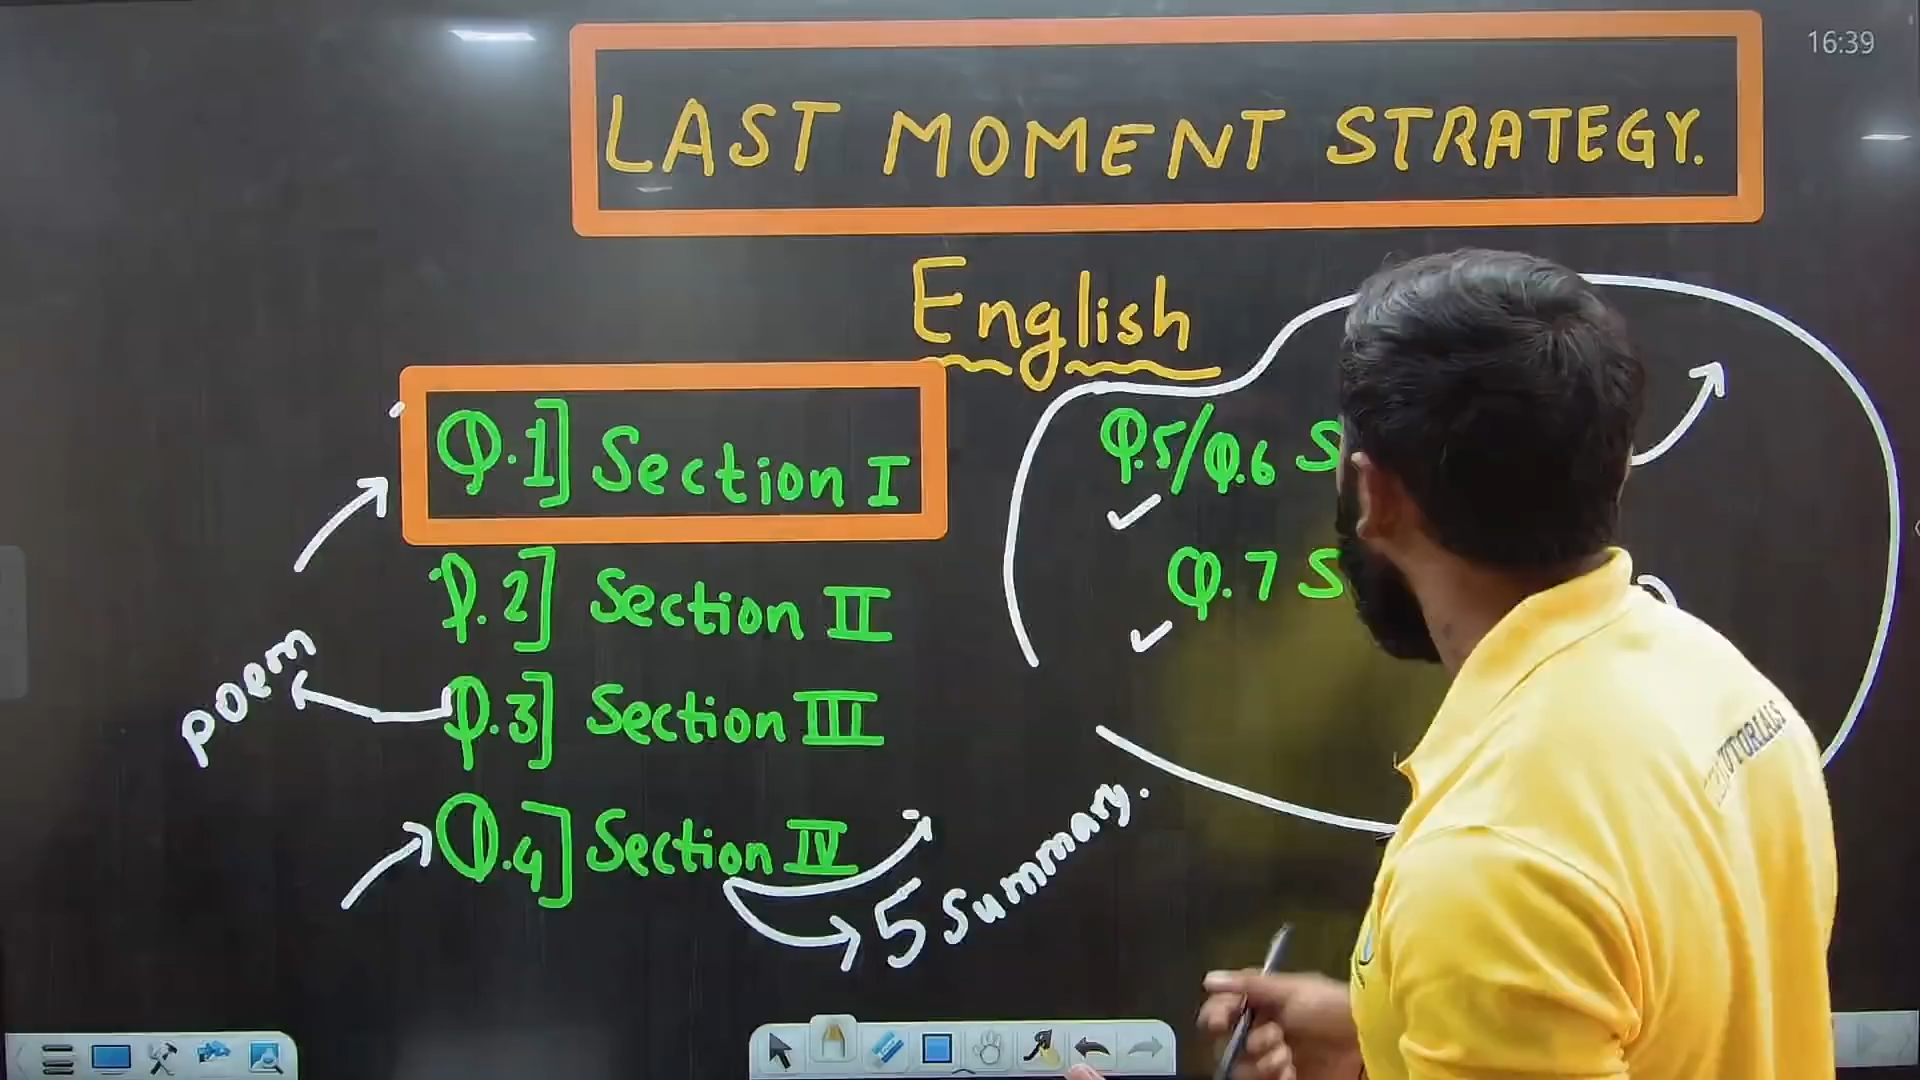 16:39
LAST MOMENT STRATEGY.
English
Q.1] Section I
Q.2] Section II
Q.3] Section III
Q.4] Section IV
poem
5 Summary.
Q.5/Q.6 S
Q.7 S
TUTORIALS